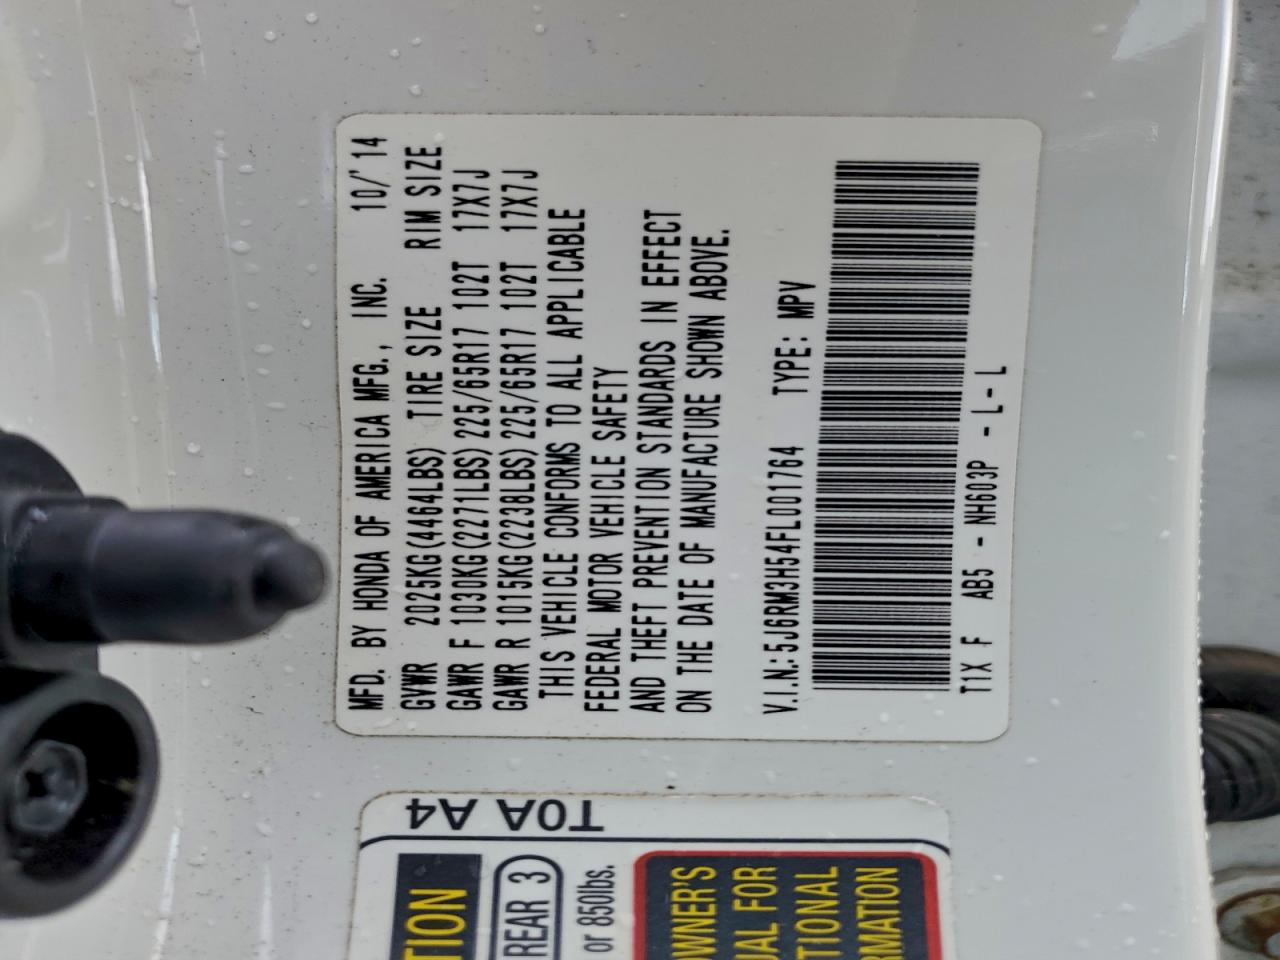 MFD. BY HONDA OF AMERICA MFG., INC. 10/'14
GVWR 2025KG(4464LBS) TIRE SIZE RIM SIZE
GAWR F 1030KG(2271LBS) 225/65R17 102T 17X7J
GAWR R 1015KG(2238LBS) 225/65R17 102T 17X7J
THIS VEHICLE CONFORMS TO ALL APPLICABLE
FEDERAL MOTOR VEHICLE SAFETY
AND THEFT PREVENTION STANDARDS IN EFFECT
ON THE DATE OF MANUFACTURE SHOWN ABOVE.
V.I.N.: 5J6RM3H54FL001764 TYPE: MPV
T1X F AB5 - NH603P - L- L
T0A A4
TION
REAR 3
or 850lbs.
OWNER'S
UAL FOR
TIONAL
RMATION